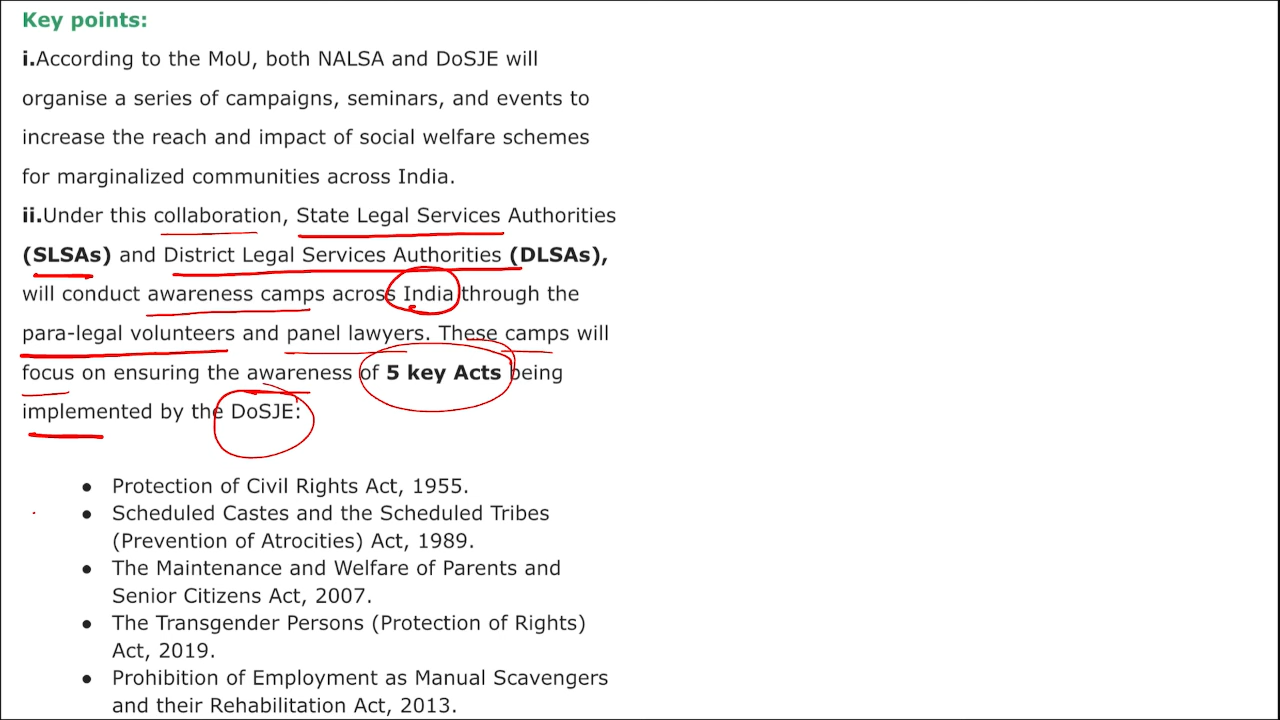 Key points:
i.According to the MoU, both NALSA and DoSJE will
organise a series of campaigns, seminars, and events to
increase the reach and impact of social welfare schemes
for marginalized communities across India.
ii.Under this collaboration, State Legal Services Authorities
(SLSAs) and District Legal Services Authorities (DLSAs),
will conduct awareness camps across India through the
para-legal volunteers and panel lawyers. These camps will
focus on ensuring the awareness of 5 key Acts being
implemented by the DoSJE:
● Protection of Civil Rights Act, 1955.
● Scheduled Castes and the Scheduled Tribes
(Prevention of Atrocities) Act, 1989.
● The Maintenance and Welfare of Parents and
Senior Citizens Act, 2007.
● The Transgender Persons (Protection of Rights)
Act, 2019.
● Prohibition of Employment as Manual Scavengers
and their Rehabilitation Act, 2013.